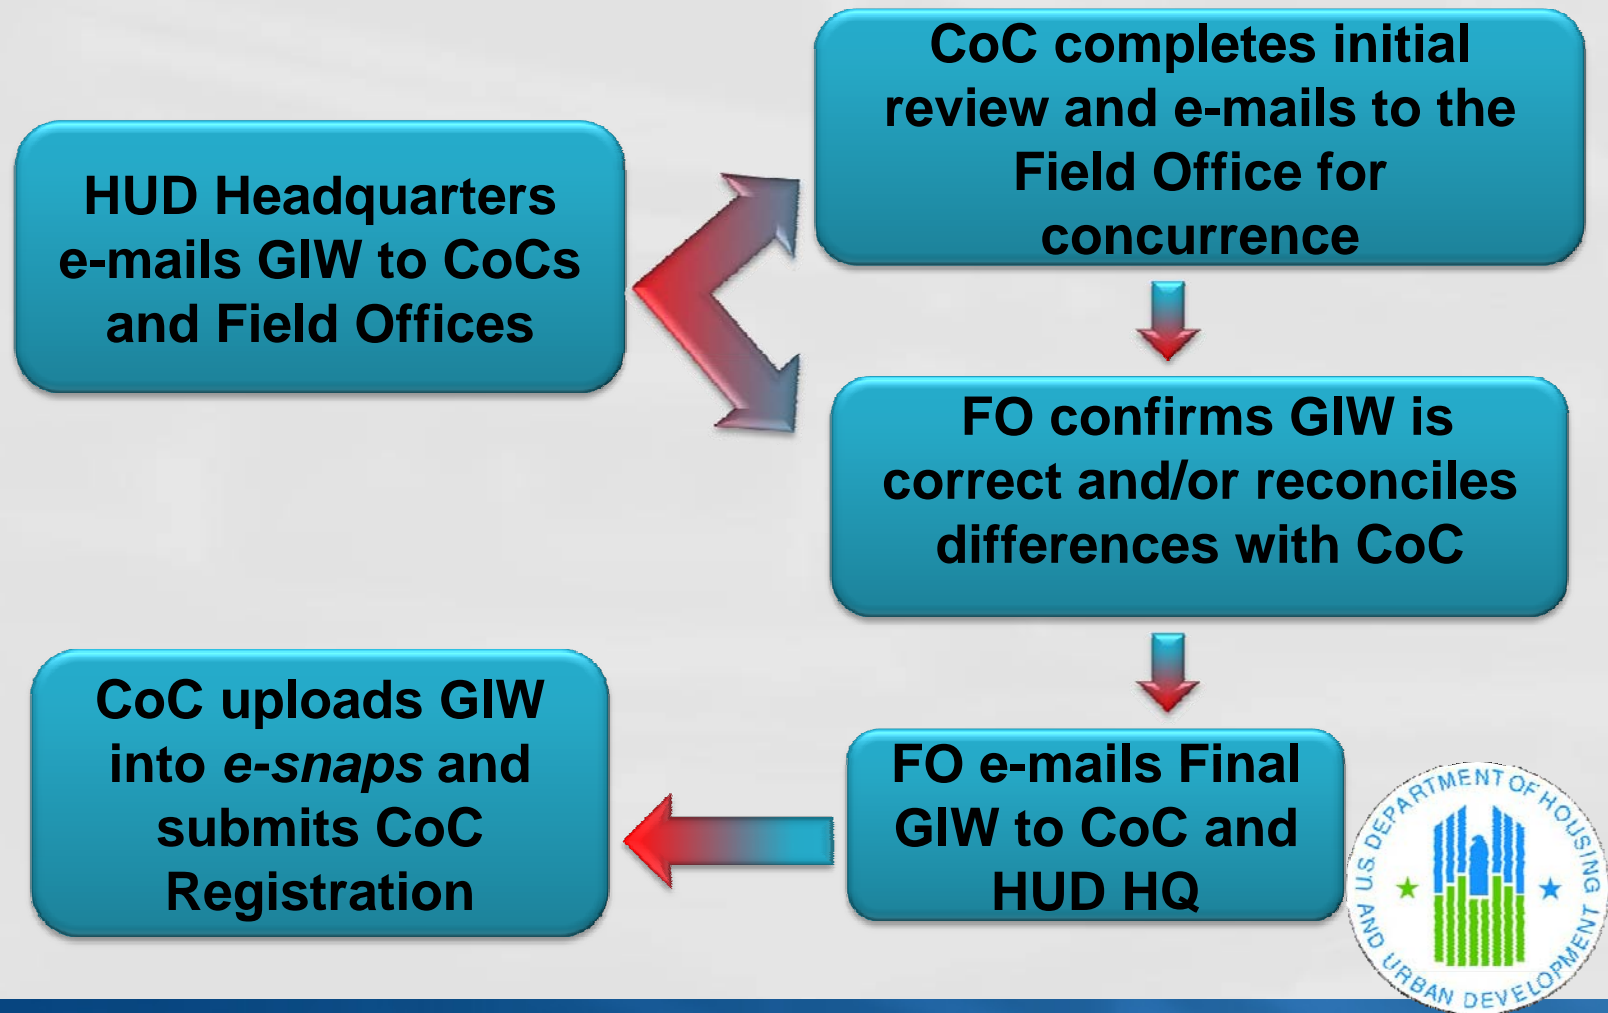 HUD Headquarters
e-mails GIW to CoCs
and Field Offices
CoC completes initial
review and e-mails to the
Field Office for
concurrence
FO confirms GIW is
correct and/or reconciles
differences with CoC
FO e-mails Final
GIW to CoC and
HUD HQ
CoC uploads GIW
into e-snaps and
submits CoC
Registration
U.S. DEPARTMENT OF HOUSING
AND URBAN DEVELOPMENT